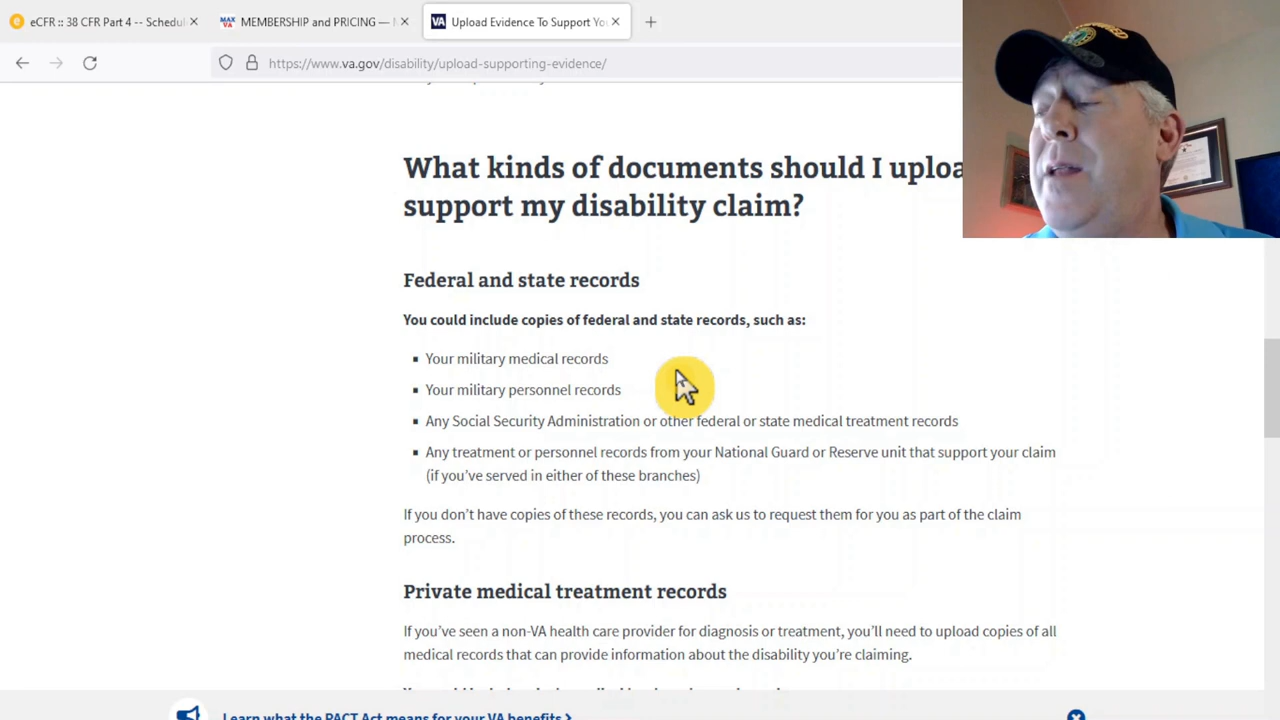 eCFR :: 38 CFR Part 4 -- Schedul
MEMBERSHIP and PRICING —
Upload Evidence To Support Yo
https://www.va.gov/disability/upload-supporting-evidence/
What kinds of documents should I uploa
support my disability claim?
Federal and state records
You could include copies of federal and state records, such as:
Your military medical records
Your military personnel records
Any Social Security Administration or other federal or state medical treatment records
Any treatment or personnel records from your National Guard or Reserve unit that support your claim
(if you've served in either of these branches)
If you don't have copies of these records, you can ask us to request them for you as part of the claim
process.
Private medical treatment records
If you've seen a non-VA health care provider for diagnosis or treatment, you'll need to upload copies of all
medical records that can provide information about the disability you're claiming.
Learn what the PACT Act means for your VA benefits